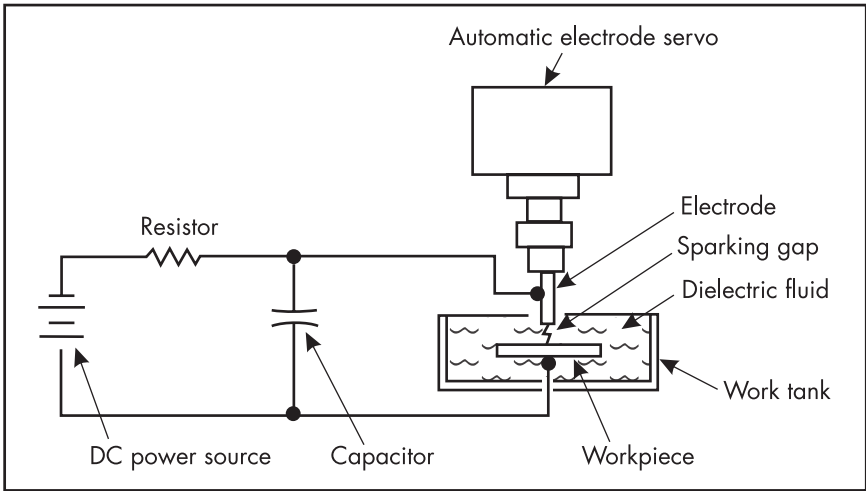 Automatic electrode servo
Electrode
Resistor
Sparking gap
Dielectric fluid
Work tank
DC power source
Capacitor
Workpiece